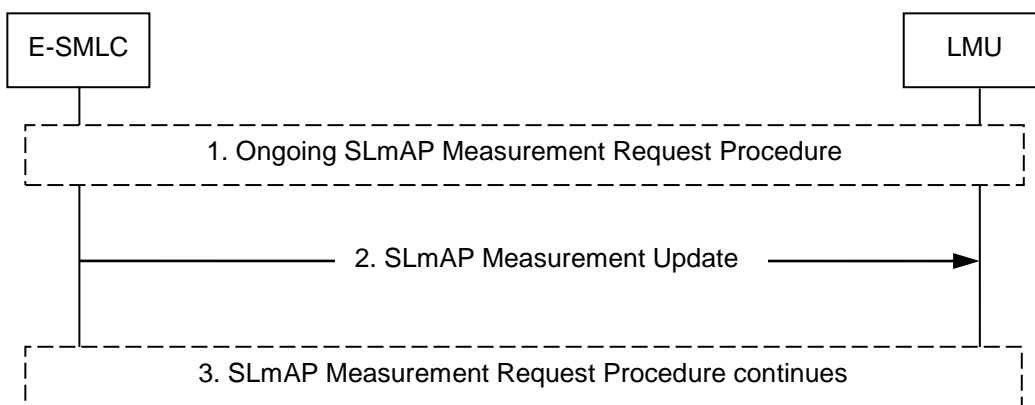 E-SMLC
LMU
1. Ongoing SLmAP Measurement Request Procedure
2. SLmAP Measurement Update
3. SLmAP Measurement Request Procedure continues